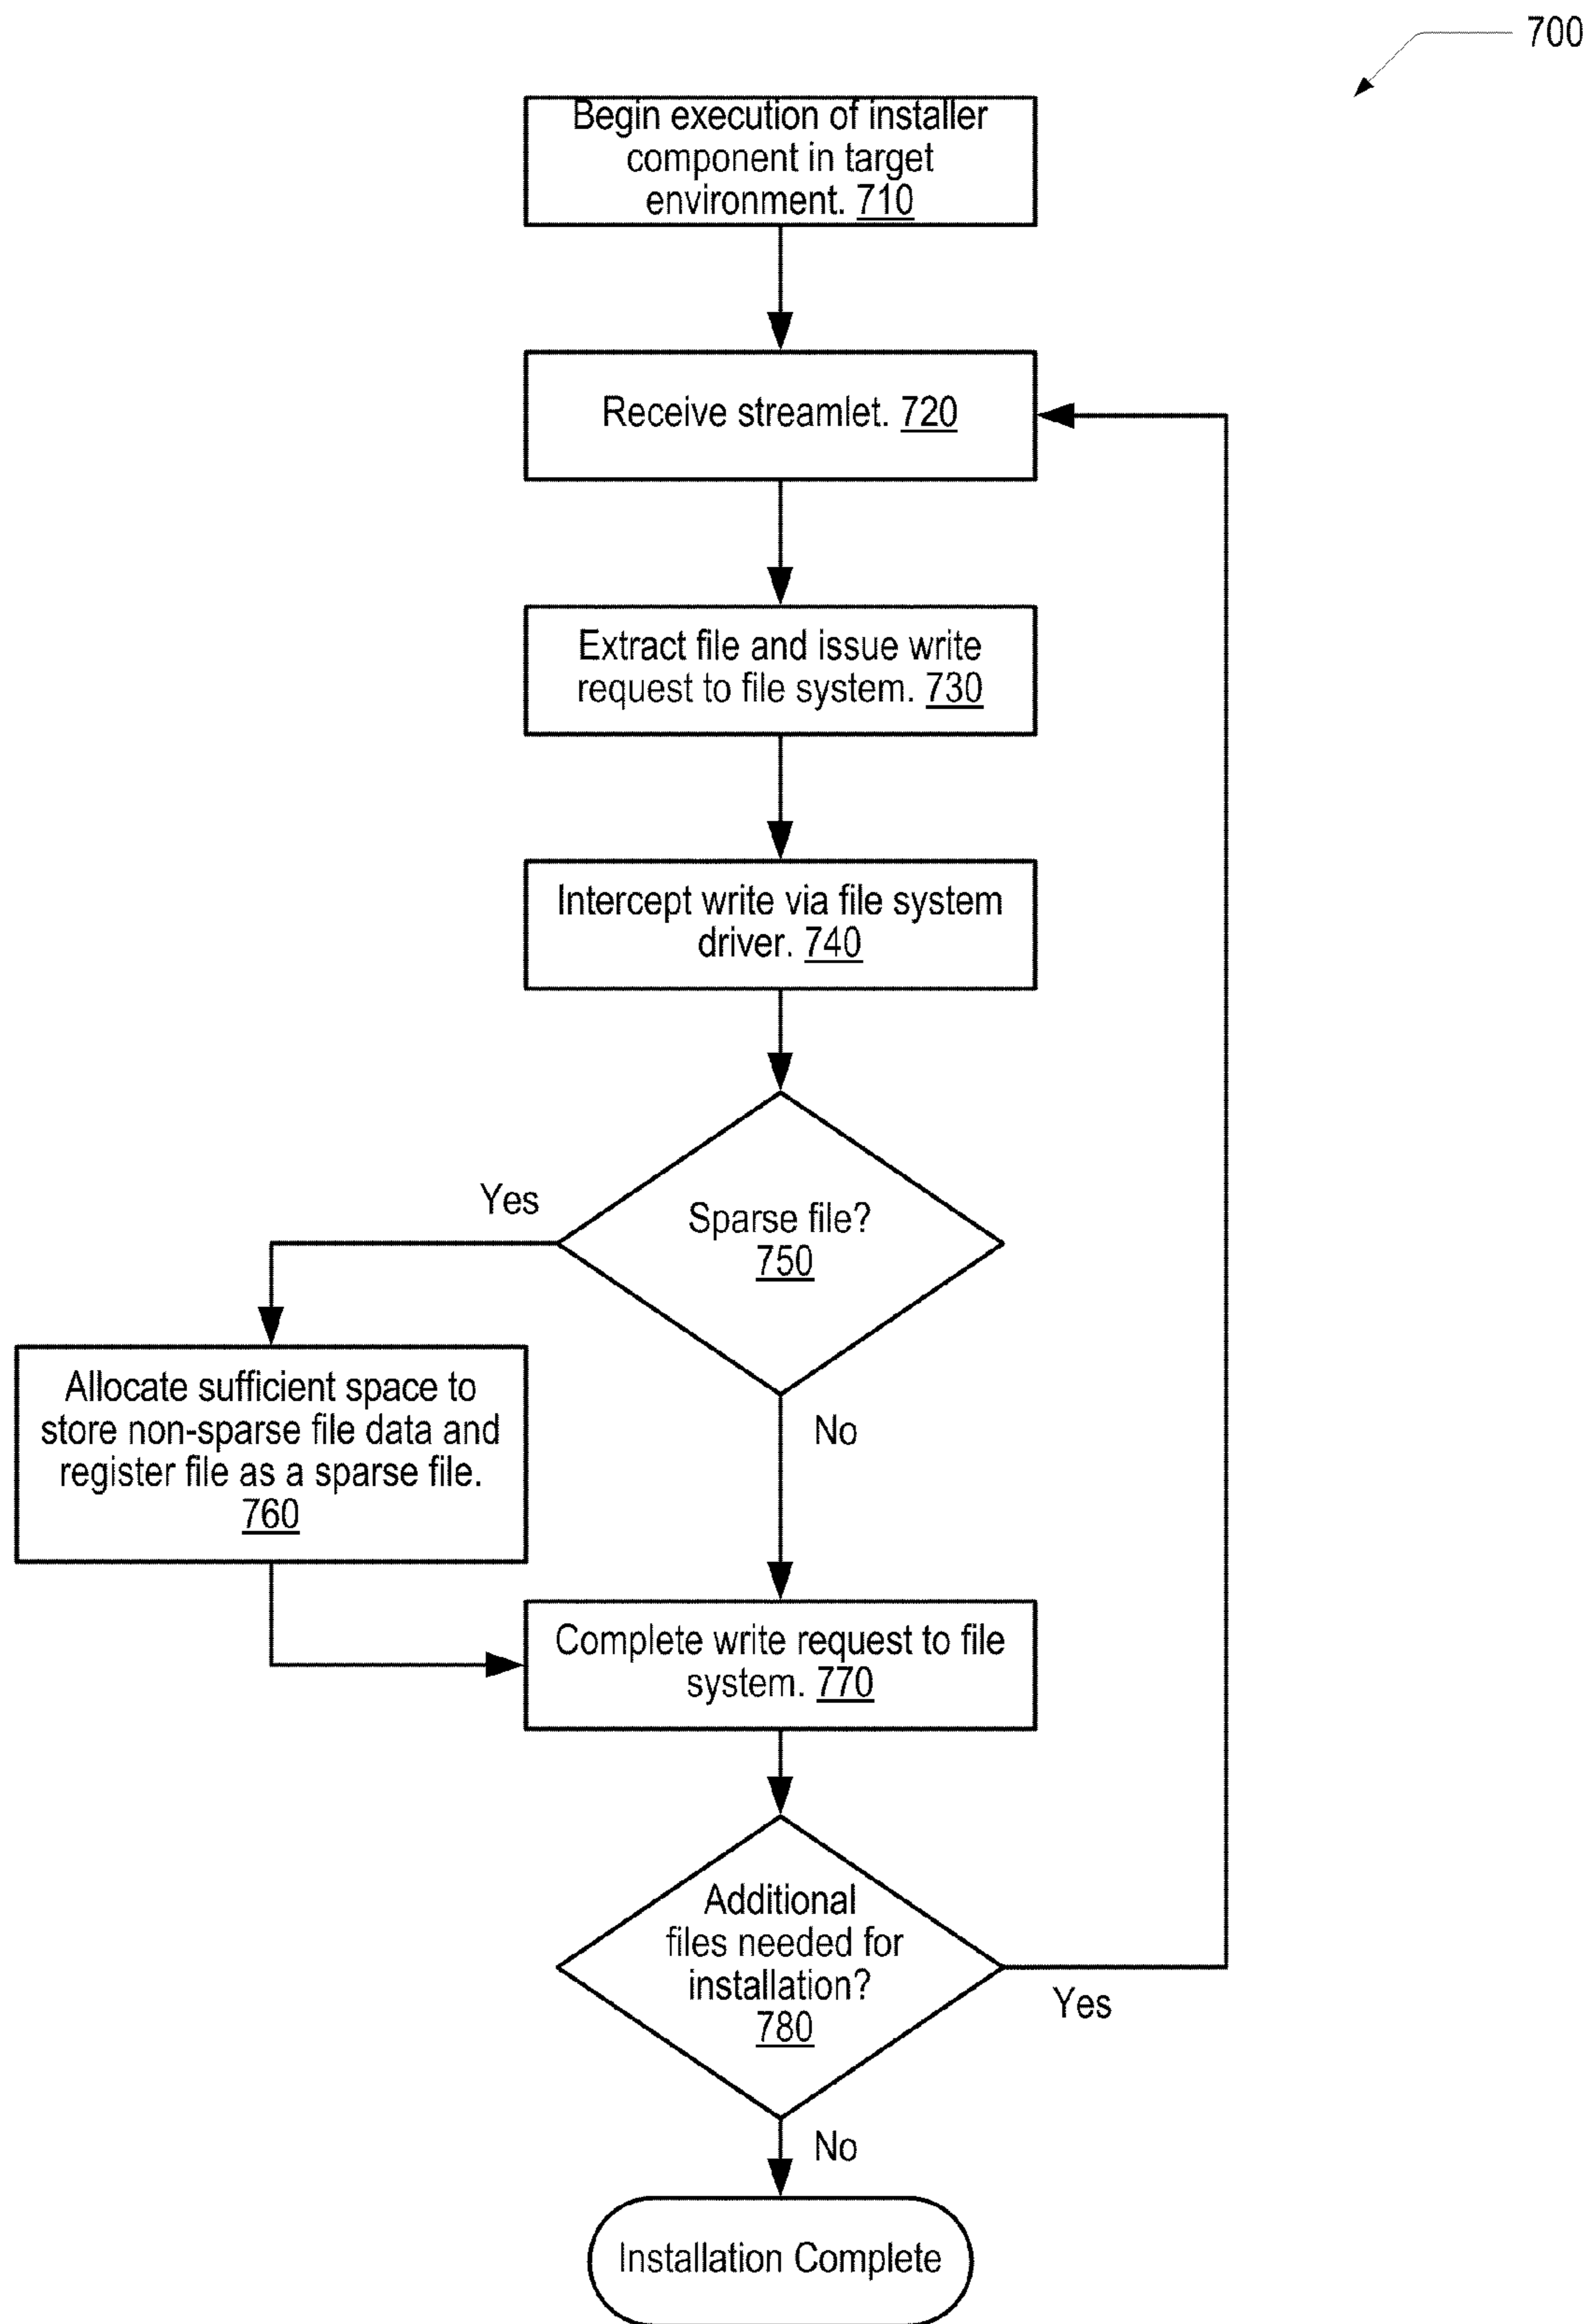 700
Begin execution of installer
component in target
environment. 710
Receive streamlet. 720
Extract file and issue write
request to file system. 730
Intercept write via file system
driver. 740
Sparse file?
750
Yes
No
Allocate sufficient space to
store non-sparse file data and
register file as a sparse file.
760
Complete write request to file
system. 770
Additional
files needed for
installation?
780
Yes
No
Installation Complete